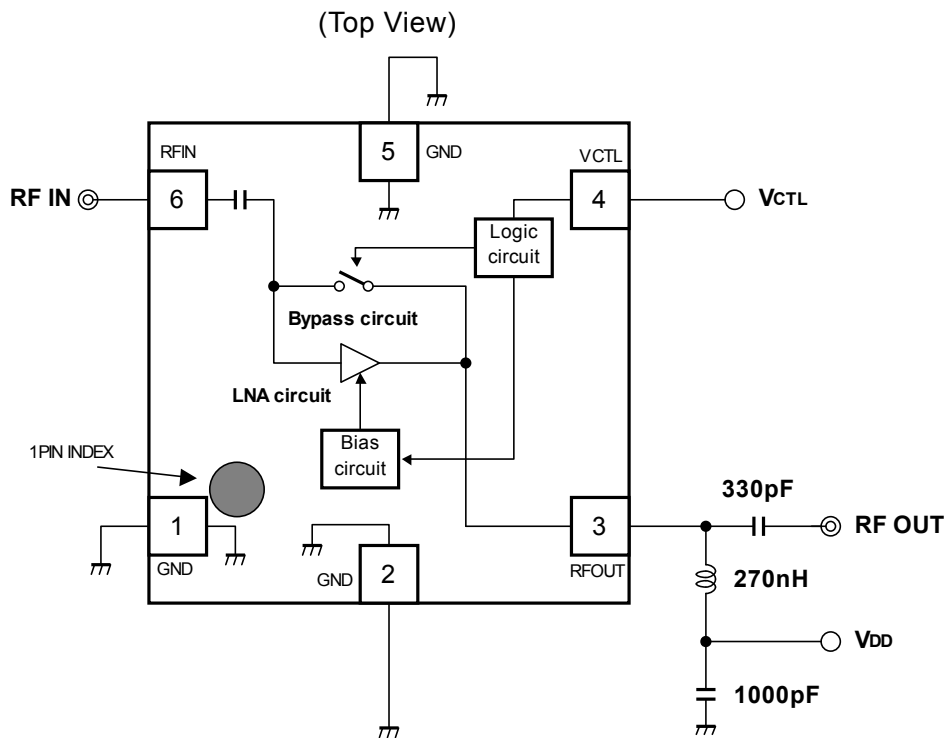 (Top View)
5
GND
RFIN
VCTL
RF IN
6
4
VCTL
Logic
circuit
Bypass circuit
LNA circuit
Bias
circuit
1PIN INDEX
330pF
1
3
RF OUT
GND
GND
2
RFOUT
270nH
VDD
1000pF